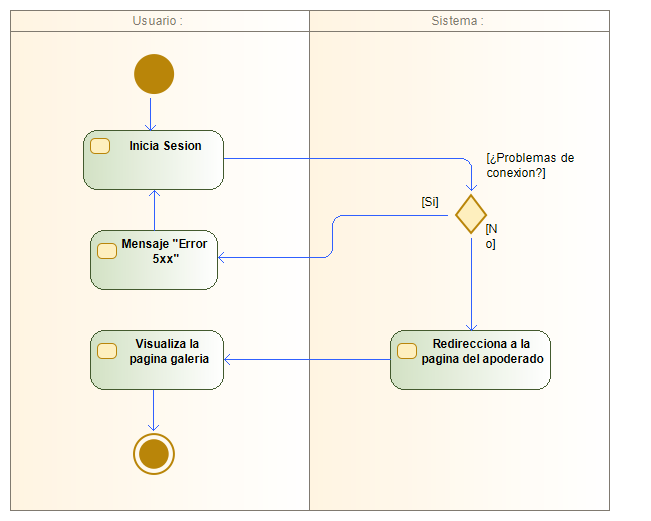 Usuario :
Sistema :
Inicia Sesion
[¿Problemas de
conexion?]
[Si]
[N
o]
Mensaje "Error
5xx"
Visualiza la
pagina galeria
Redirecciona a la
pagina del apoderado